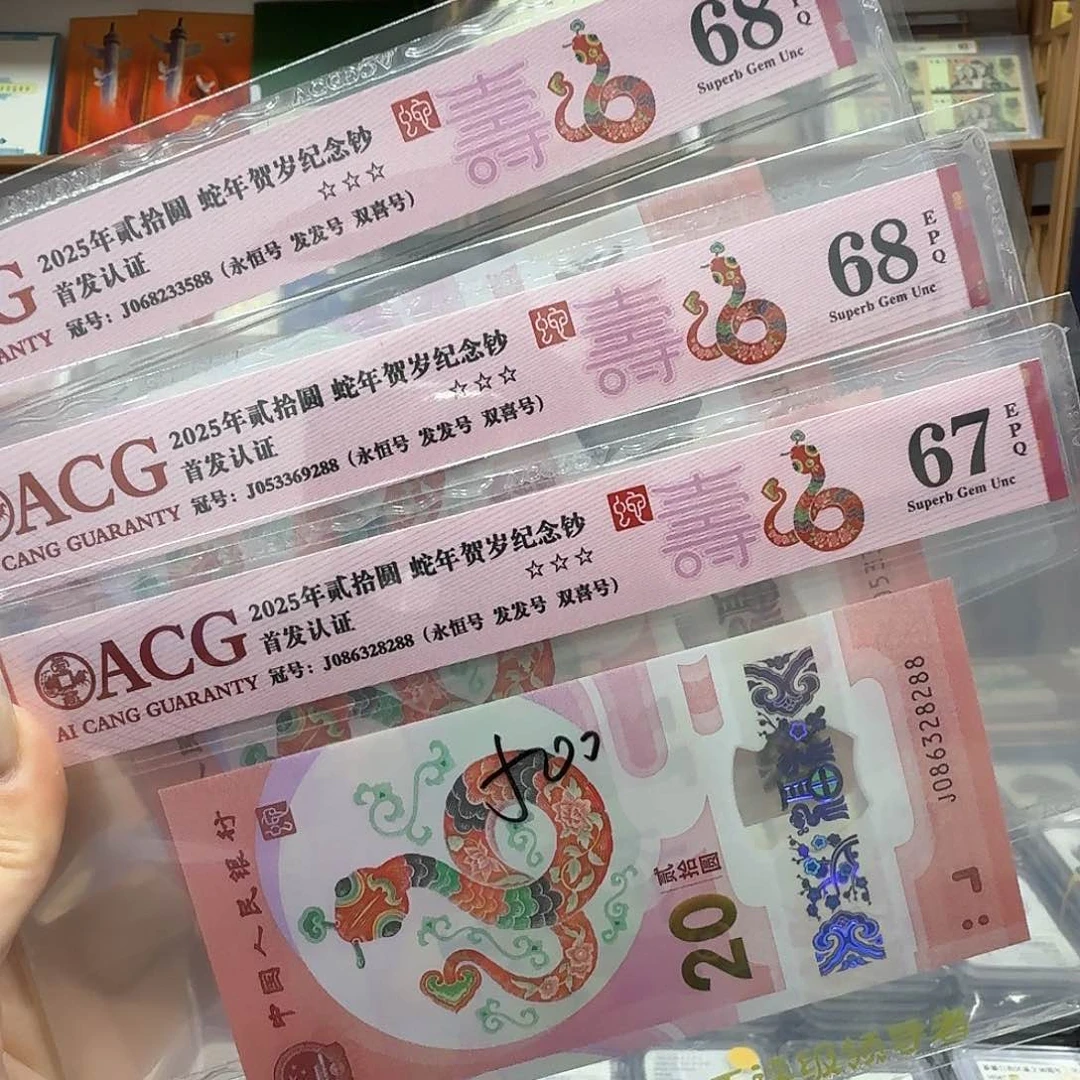 68
PQ
Superb Gem Unc
壽
2025年贰拾圆 蛇年贺岁纪念钞
☆☆☆
首发认证
冠号：J068233588（永恒号 发发号 双喜号）
G
ANTY
68
EPQ
Superb Gem Unc
壽
2025年贰拾圆 蛇年贺岁纪念钞
☆☆☆
首发认证
冠号：J053369288（永恒号 发发号 双喜号）
ACG
CANG GUARANTY
67
EPQ
Superb Gem Unc
壽
2025年贰拾圆 蛇年贺岁纪念钞
☆☆☆
首发认证
冠号：J086328288（永恒号 发发号 双喜号）
ACG
AI CANG GUARANTY
中国人民银行
贰拾圆
20
福
J086328288